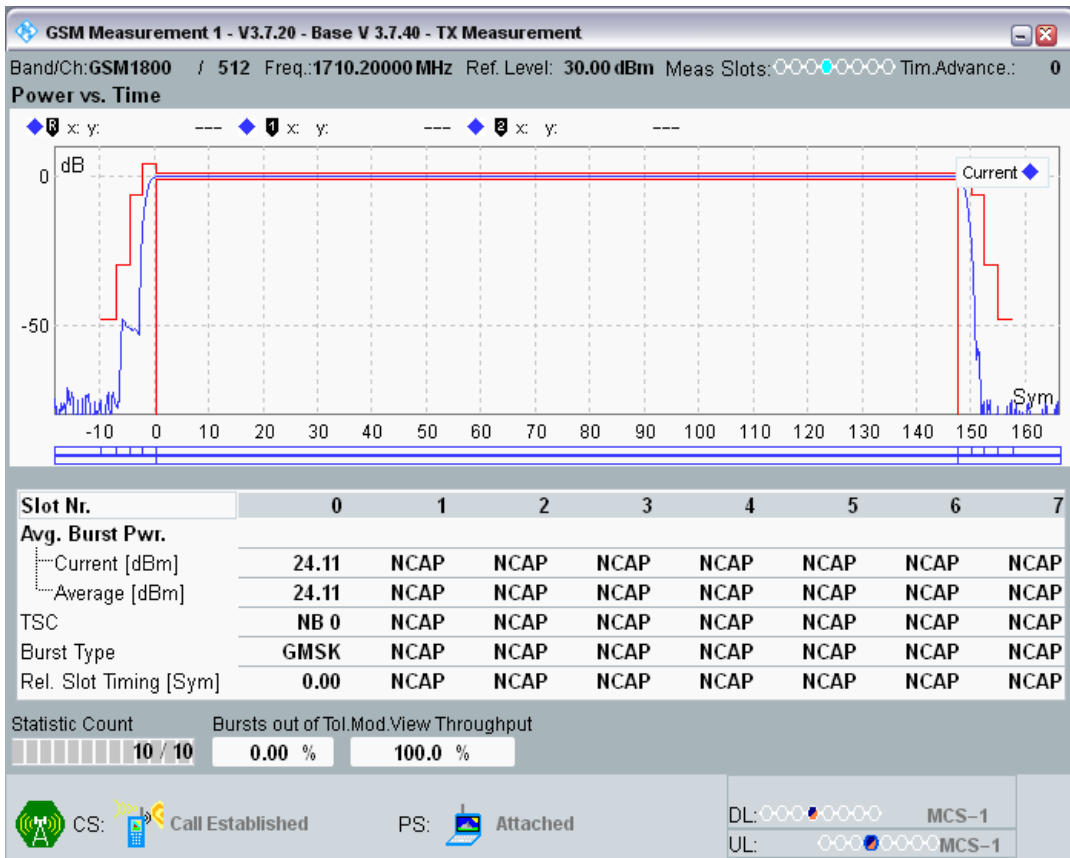 GSM Measurement 1 - V3.7.20 - Base V 3.7.40 - TX Measurement
Band/Ch:GSM1800 / 512 Freq.:1710.20000 MHz Ref. Level: 30.00 dBm Meas Slots: Tim.Advance.: 0
Power vs. Time
R x: y: --- 1 x: y: --- 2 x: y: ---
dB
Current
0
-50
Sym
-10 0 10 20 30 40 50 60 70 80 90 100 110 120 130 140 150 160
Slot Nr. 0 1 2 3 4 5 6 7
Avg. Burst Pwr.
Current [dBm] 24.11 NCAP NCAP NCAP NCAP NCAP NCAP NCAP
Average [dBm] 24.11 NCAP NCAP NCAP NCAP NCAP NCAP NCAP
TSC NB 0 NCAP NCAP NCAP NCAP NCAP NCAP NCAP
Burst Type GMSK NCAP NCAP NCAP NCAP NCAP NCAP NCAP
Rel. Slot Timing [Sym] 0.00 NCAP NCAP NCAP NCAP NCAP NCAP NCAP
Statistic Count Bursts out of Tol.Mod.View Throughput
10 / 10 0.00 % 100.0 %
CS: Call Established PS: Attached
DL: MCS-1
UL: MCS-1